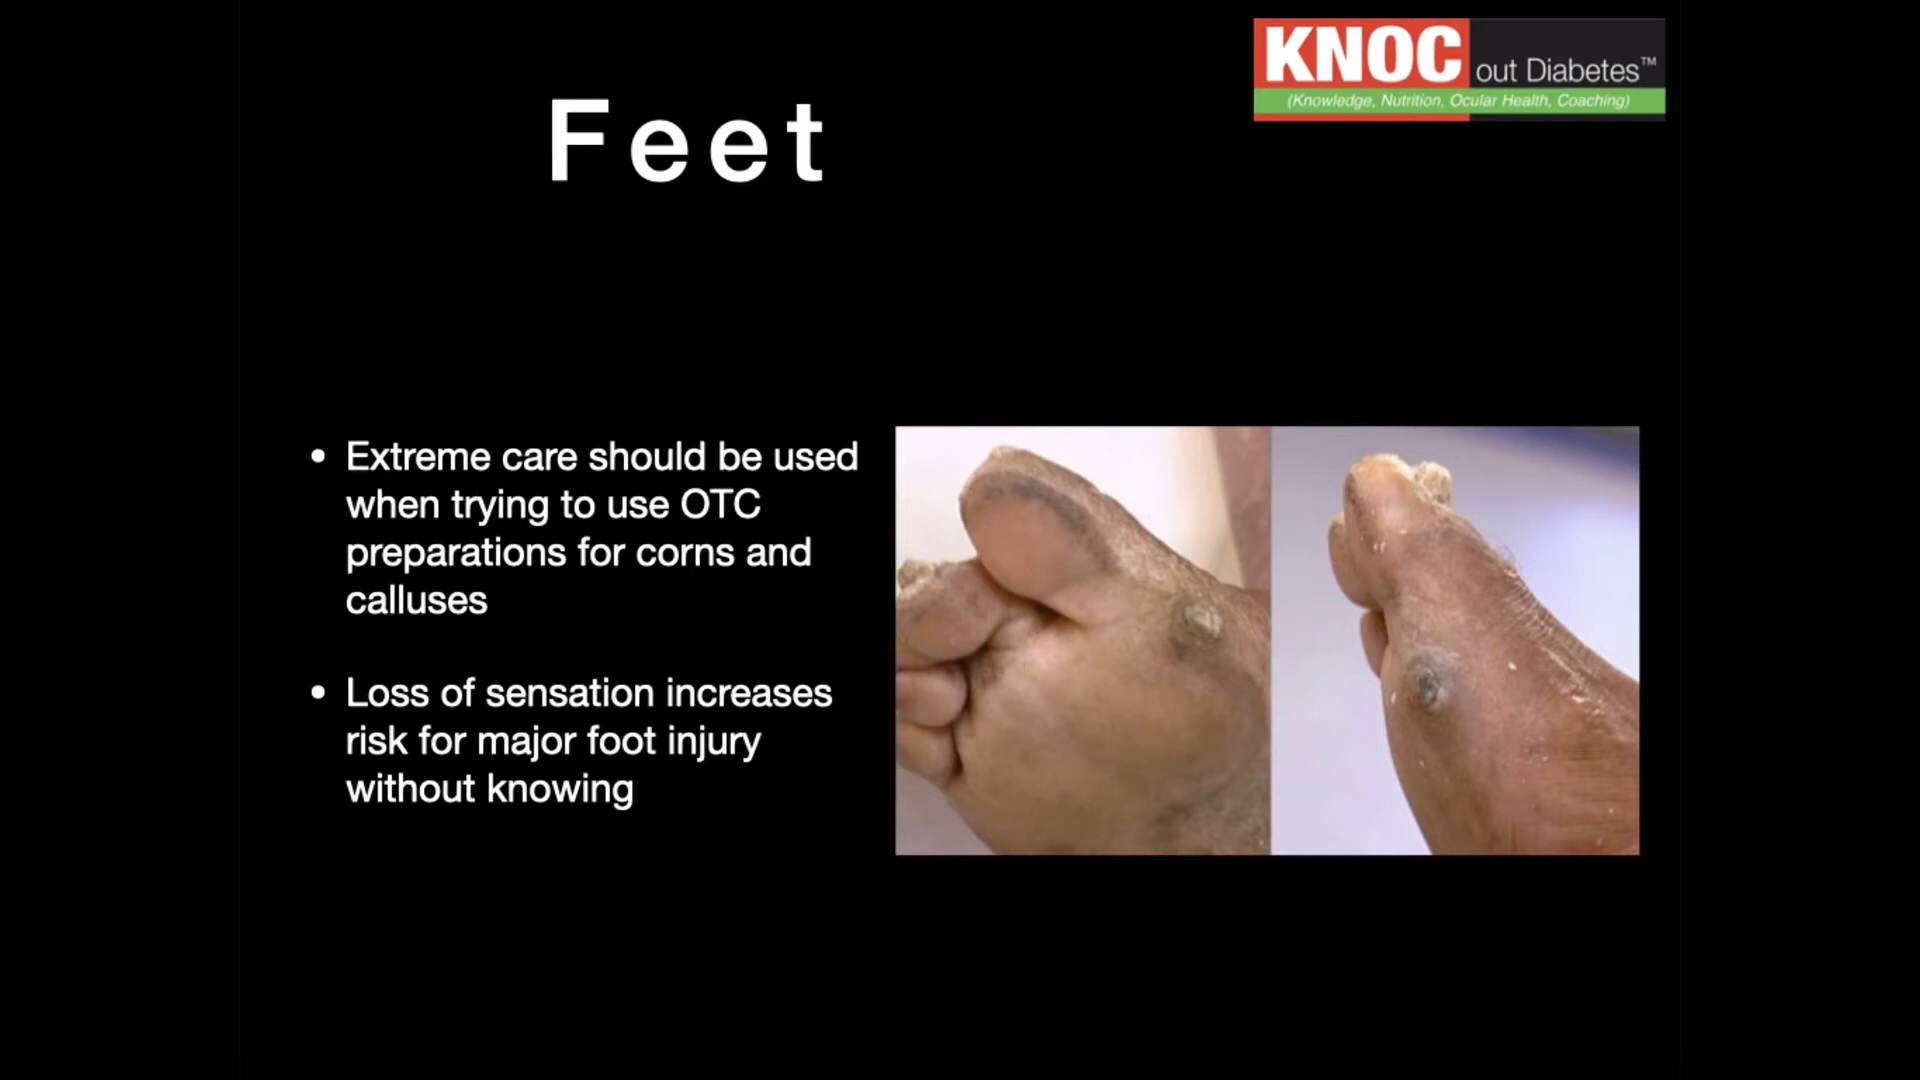 KNOC out Diabetes™
(Knowledge, Nutrition, Ocular Health, Coaching)
Feet
• Extreme care should be used
when trying to use OTC
preparations for corns and
calluses
• Loss of sensation increases
risk for major foot injury
without knowing